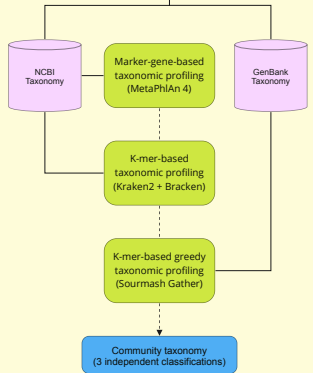 NCBI
Taxonomy
Marker-gene-based
taxonomic profiling
(MetaPhlAn 4)
GenBank
Taxonomy
K-mer-based
taxonomic profiling
(Kraken2 + Bracken)
K-mer-based greedy
taxonomic profiling
(Sourmash Gather)
Community taxonomy
(3 independent classifications)